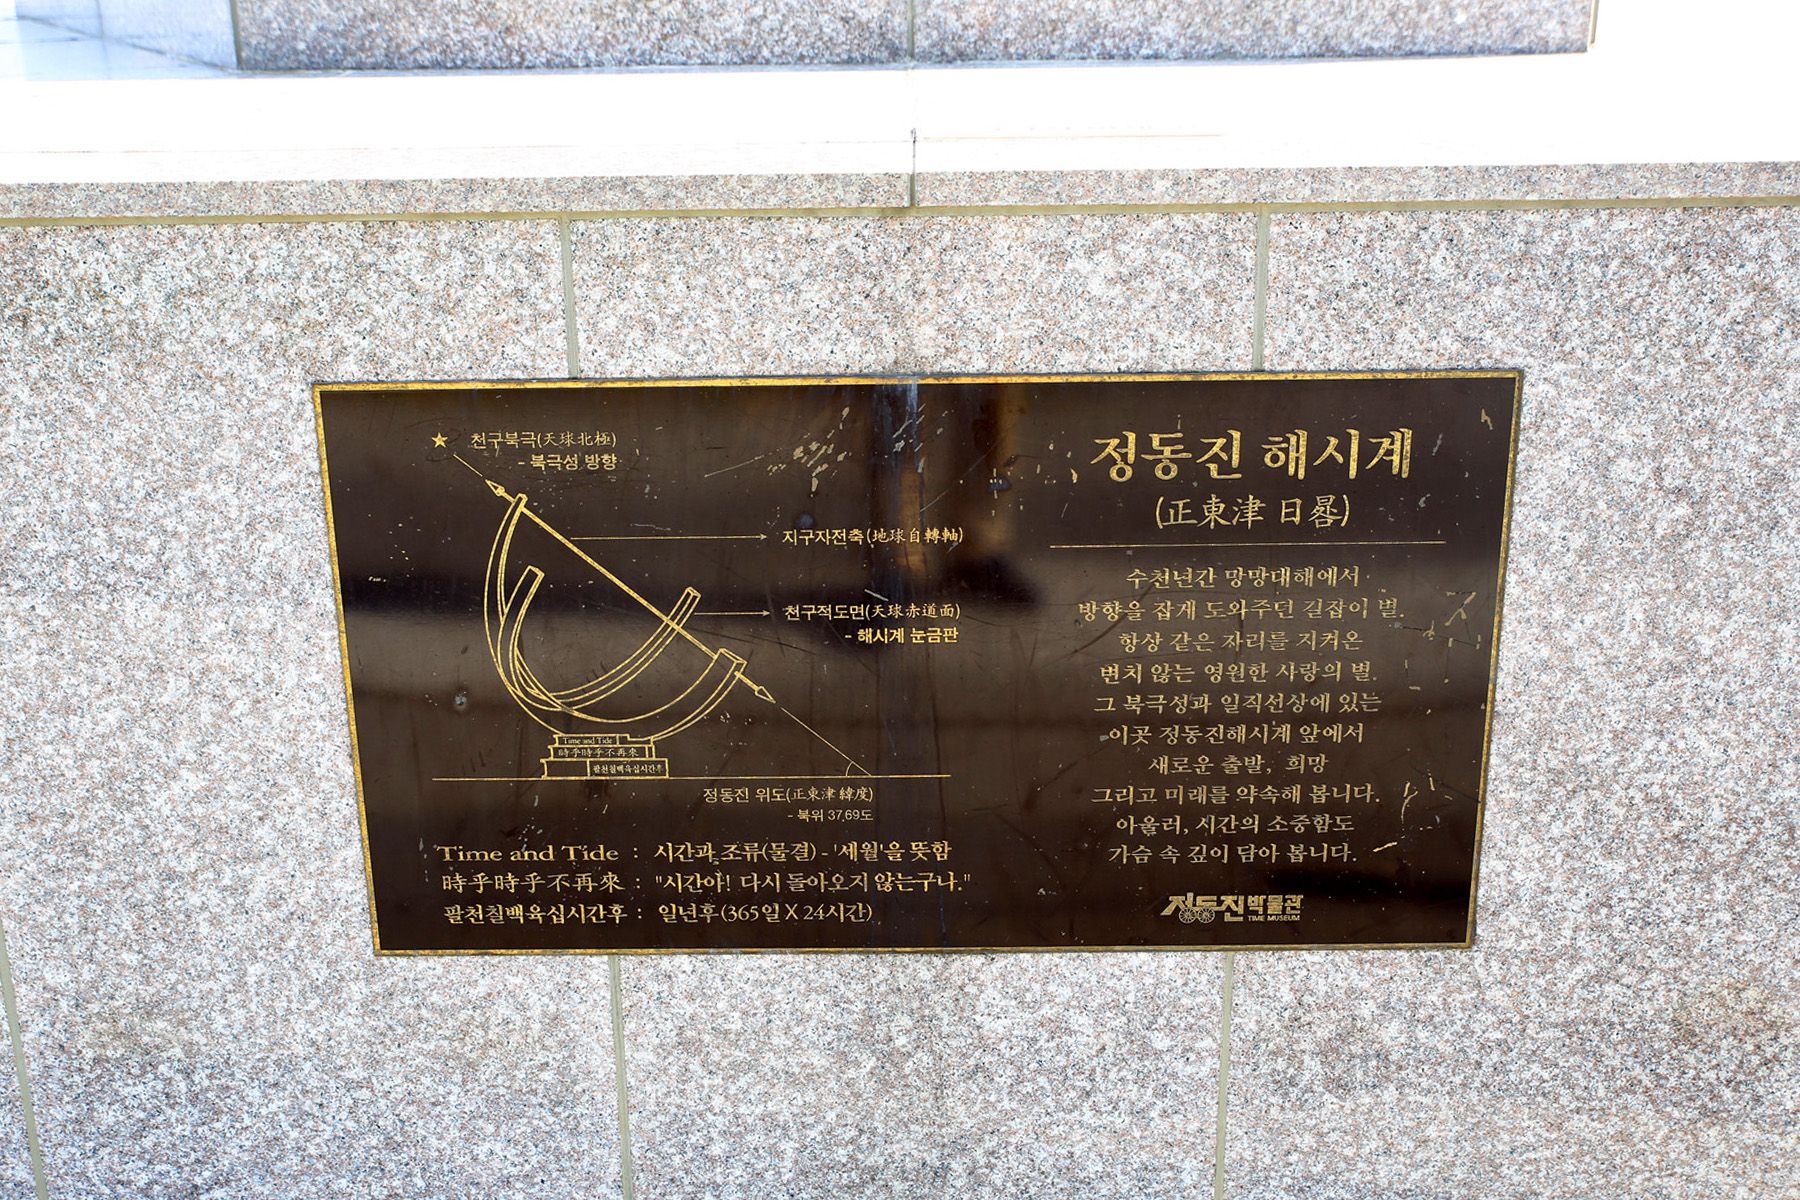 천구북극(天球北極)
- 북극성 방향
지구자전축(地球自轉軸)
천구적도면(天球赤道面)
- 해시계 눈금판
Time and Tide
時乎時乎不再來
팔천칠백육십시간후
정동진 위도(正東津 緯度)
- 북위 37.69도
Time and Tide : 시간과 조류(물결) - '세월'을 뜻함
時乎時乎不再來 : "시간아! 다시 돌아오지 않는구나."
팔천칠백육십시간후 : 일년후(365일 X 24시간)
정동진 해시계
(正東津 日晷)
수천년간 망망대해에서
방향을 잡게 도와주던 길잡이 별.
항상 같은 자리를 지켜온
변치 않는 영원한 사랑의 별.
그 북극성과 일직선상에 있는
이곳 정동진해시계 앞에서
새로운 출발, 희망
그리고 미래를 약속해 봅니다.
아울러, 시간의 소중함도
가슴 속 깊이 담아 봅니다.
정동진박물관
TIME MUSEUM